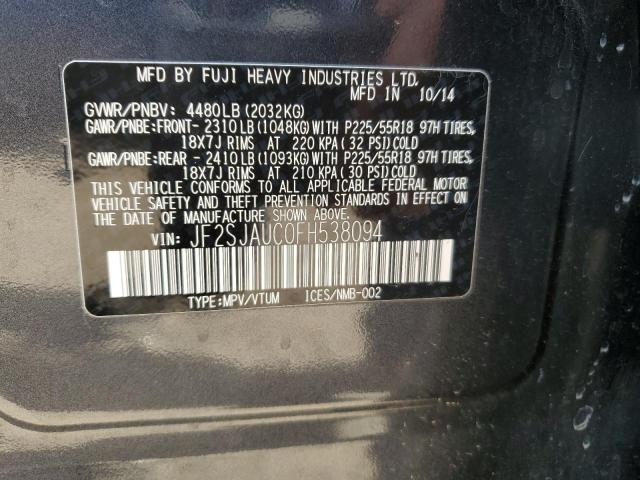 MFD BY FUJI HEAVY INDUSTRIES LTD.
MFD IN 10/14
GVWR/PNBV: 4480LB (2032KG)
GAWR/PNBE:FRONT- 2310LB (1048KG) WITH P225/55R18 97H TIRES,
18X7J RIMS AT 220 KPA (32 PSI) COLD
GAWR/PNBE:REAR - 2410LB (1093KG) WITH P225/55R18 97H TIRES,
18X7J RIMS AT 210 KPA (30 PSI) COLD
THIS VEHICLE CONFORMS TO ALL APPLICABLE FEDERAL MOTOR
VEHICLE SAFETY AND THEFT PREVENTION STANDARDS IN EFFECT
ON THE DATE OF MANUFACTURE SHOWN ABOVE.
VIN: JF2SJAUC0FH538094
TYPE:MPV/VTUM ICES/NMB-002